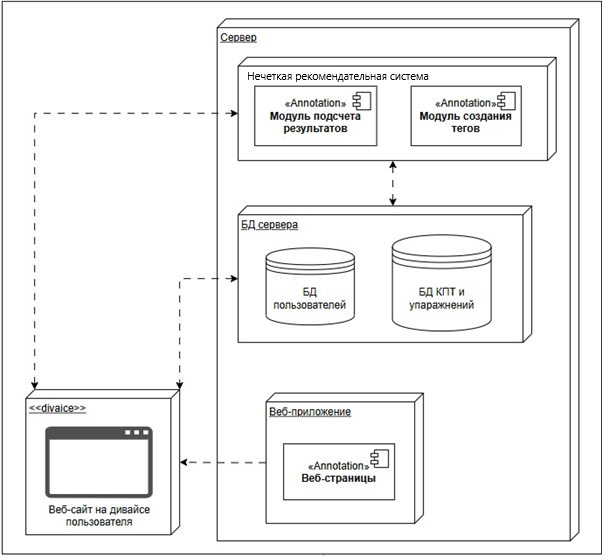 Сервер
Нечеткая рекомендательная система
«Annotation»
Модуль подсчета
результатов
«Annotation»
Модуль создания
тегов
БД сервера
БД
пользователей
БД КПТ и
упаражнений
<<divaice>>
Веб-сайт на дивайсе
пользователя
Веб-приложение
«Annotation»
Веб-страницы